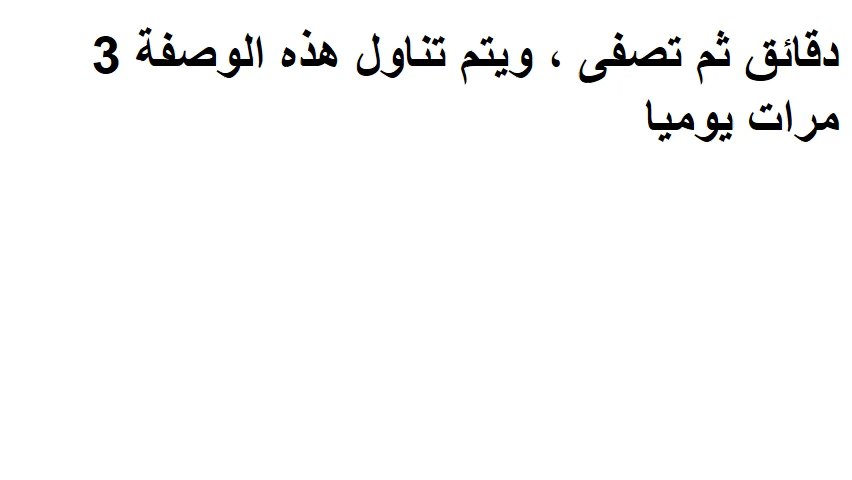 دقائق ثم تصفى ، ويتم تناول هذه الوصفة 3
مرات يوميا